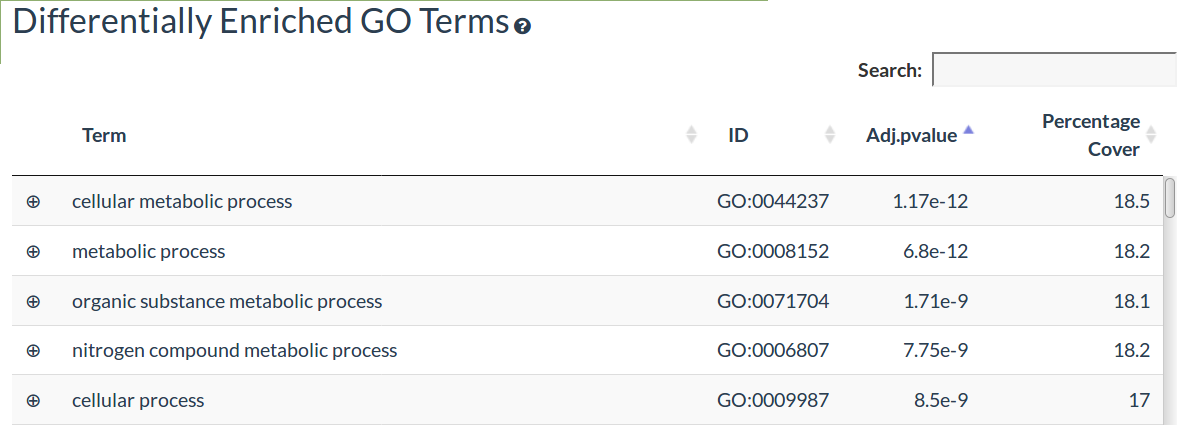 Differentially Enriched GO Terms
Search:
Term ID Adj.pvalue Percentage Cover
cellular metabolic process GO:0044237 1.17e-12 18.5
metabolic process GO:0008152 6.8e-12 18.2
organic substance metabolic process GO:0071704 1.71e-9 18.1
nitrogen compound metabolic process GO:0006807 7.75e-9 18.2
cellular process GO:0009987 8.5e-9 17